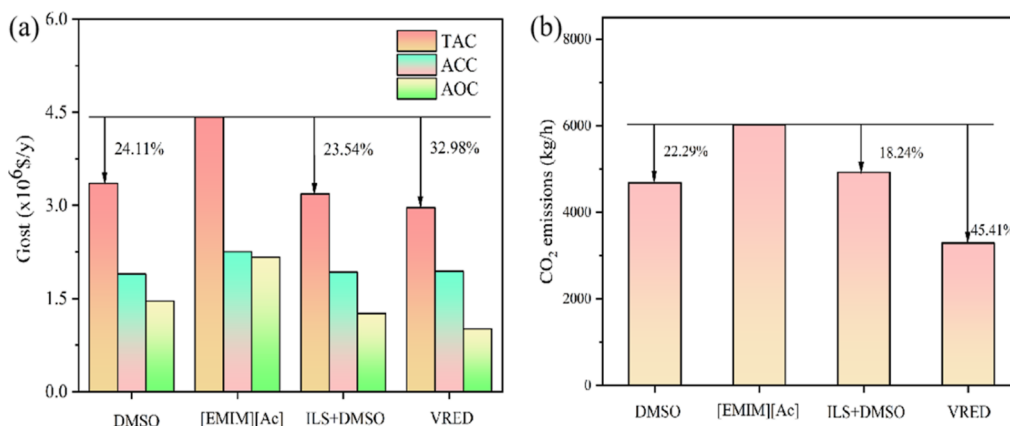 (a)
6.0
4.5
3.0
1.5
0.0
Gost (x10⁶S/y)
TAC
ACC
AOC
24.11%
23.54%
32.98%
DMSO
[EMIM][Ac]
ILS+DMSO
VRED
(b)
8000
6000
4000
2000
0
CO₂ emissions (kg/h)
22.29%
18.24%
45.41%
DMSO
[EMIM][Ac]
ILS+DMSO
VRED